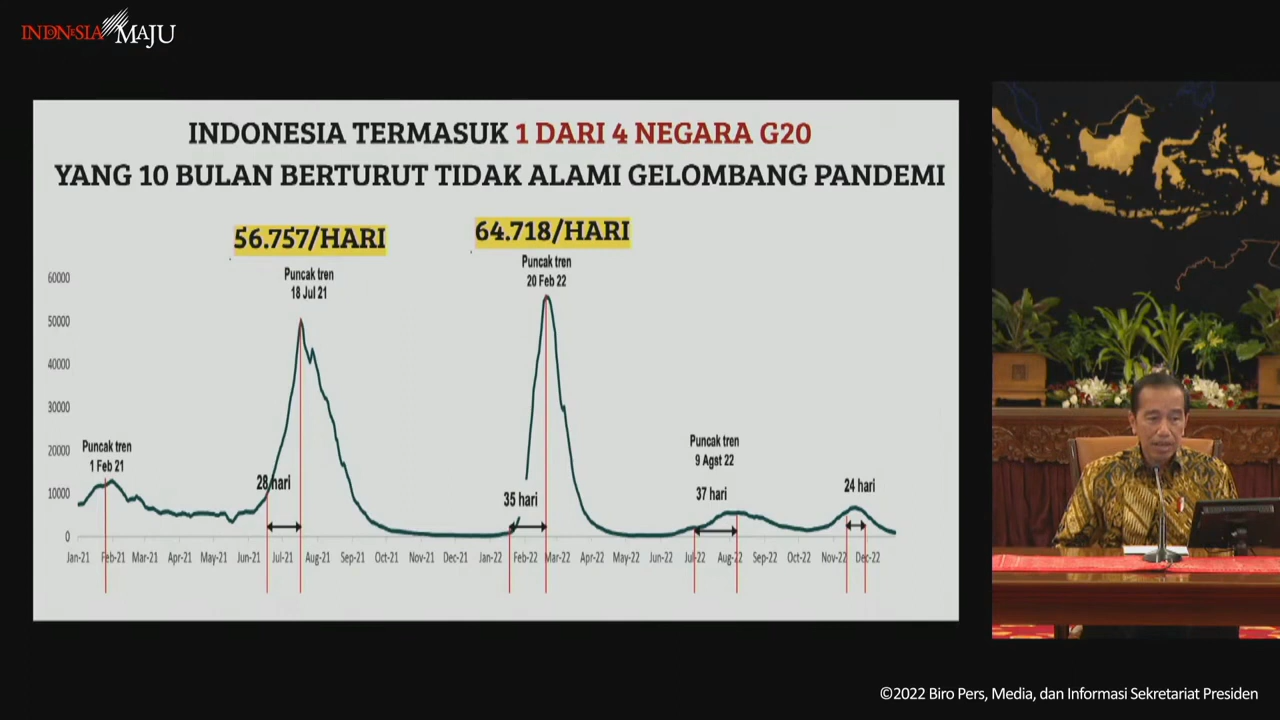 INDONESIA MAJU
INDONESIA TERMASUK 1 DARI 4 NEGARA G20
YANG 10 BULAN BERTURUT TIDAK ALAMI GELOMBANG PANDEMI
56.757/HARI
64.718/HARI
Puncak tren
18 Jul 21
Puncak tren
20 Feb 22
Puncak tren
1 Feb 21
Puncak tren
9 Agst 22
28 hari
35 hari
37 hari
24 hari
60000
50000
40000
30000
20000
10000
0
Jan-21 Feb-21 Mar-21 Apr-21 May-21 Jun-21 Jul-21 Aug-21 Sep-21 Oct-21 Nov-21 Dec-21 Jan-22 Feb-22 Mar-22 Apr-22 May-22 Jun-22 Jul-22 Aug-22 Sep-22 Oct-22 Nov-22 Dec-22
©2022 Biro Pers, Media, dan Informasi Sekretariat Presiden